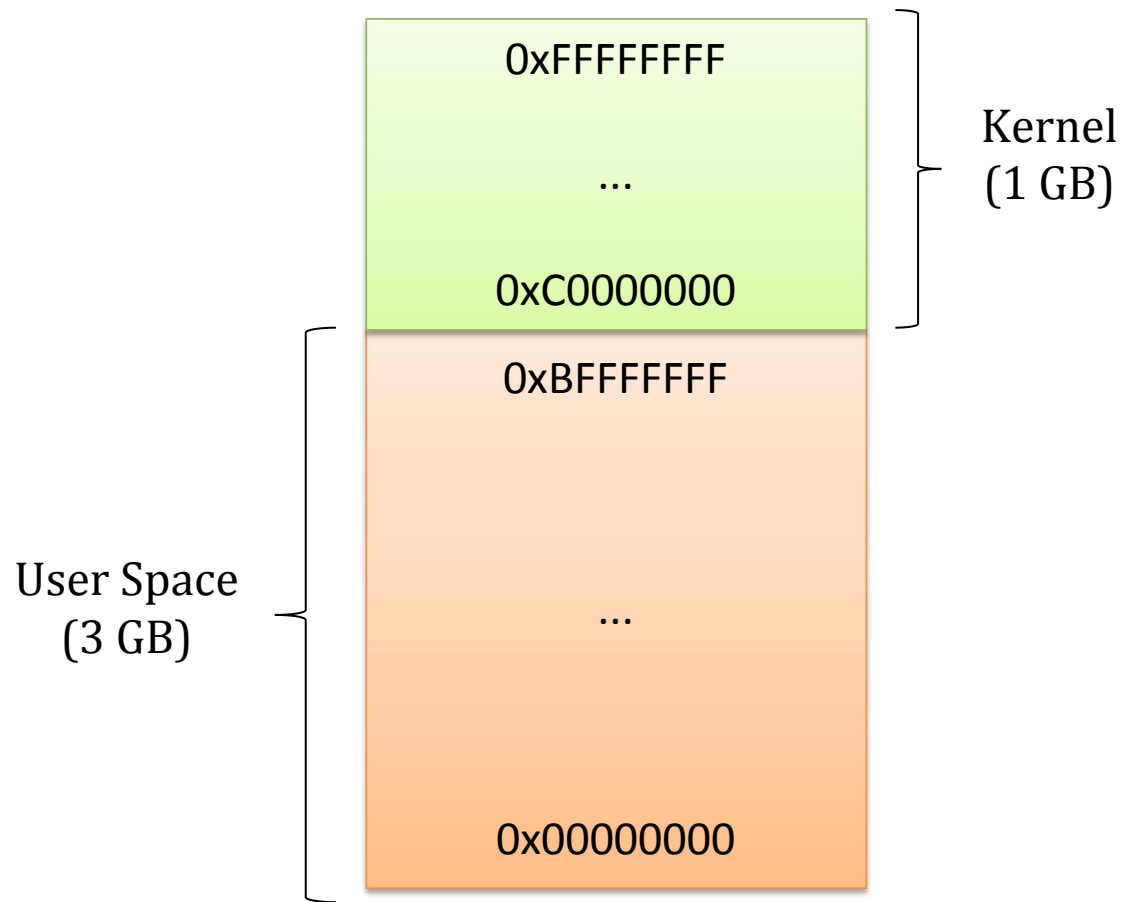 0xFFFFFFFF
...
0xC0000000
Kernel
(1 GB)
0xBFFFFFFF
...
0x00000000
User Space
(3 GB)